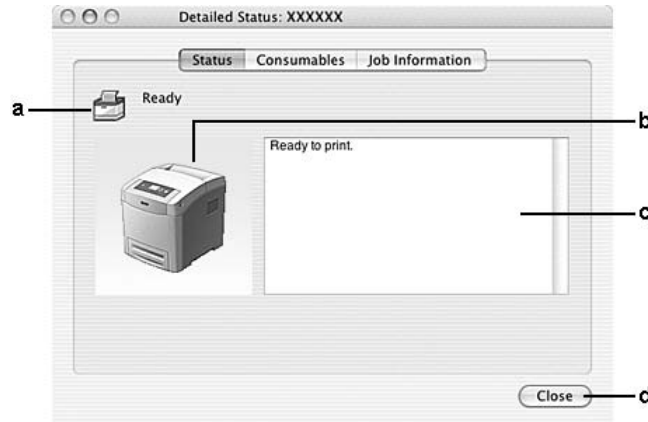 Detailed Status: XXXXXX
Status Consumables Job Information
a
Ready
b
Ready to print.
c
Close
d